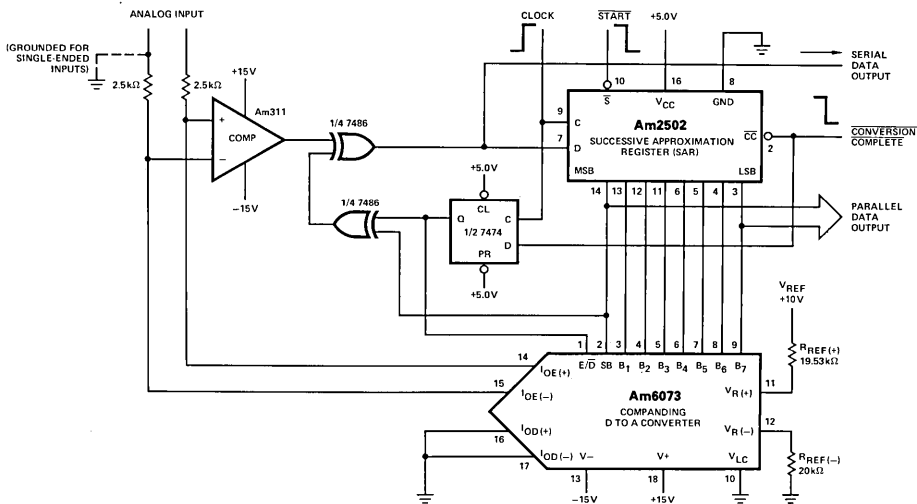 ANALOG INPUT
CLOCK
START
+5.0V
(GROUNDED FOR
SINGLE-ENDED
INPUTS)
SERIAL
DATA
OUTPUT
2.5kΩ
2.5kΩ
+15V
Am311
+
COMP
−
−15V
1/4 7486
1/4 7486
10
16
8
S
VCC
GND
9
C
7
D
Am2502
SUCCESSIVE APPROXIMATION
REGISTER (SAR)
CC
2
MSB
LSB
14 13 12 11 6 5 4 3
CONVERSION
COMPLETE
PARALLEL
DATA
OUTPUT
+5.0V
CL
Q
C
1/2 7474
D
PR
+5.0V
VREF
+10V
RREF(+)
19.53kΩ
1 2 3 4 5 6 7 8 9
E/D SB B1 B2 B3 B4 B5 B6 B7
14
IOE(+)
15
IOE(−)
16
IOD(+)
17
IOD(−)
Am6073
COMPANDING
D TO A CONVERTER
VR(+)
11
VR(−)
12
RREF(−)
20kΩ
V−
V+
VLC
13
18
10
−15V
+15V